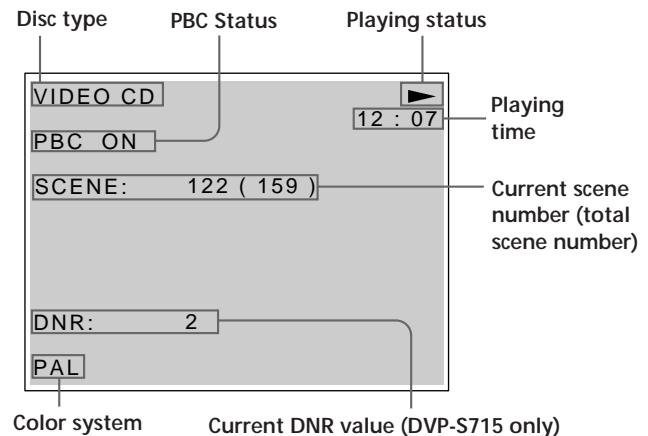 Disc type
PBC Status
Playing status
VIDEO CD
12 : 07
Playing
time
PBC ON
SCENE: 122 ( 159 )
Current scene
number (total
scene number)
DNR: 2
PAL
Color system
Current DNR value (DVP-S715 only)